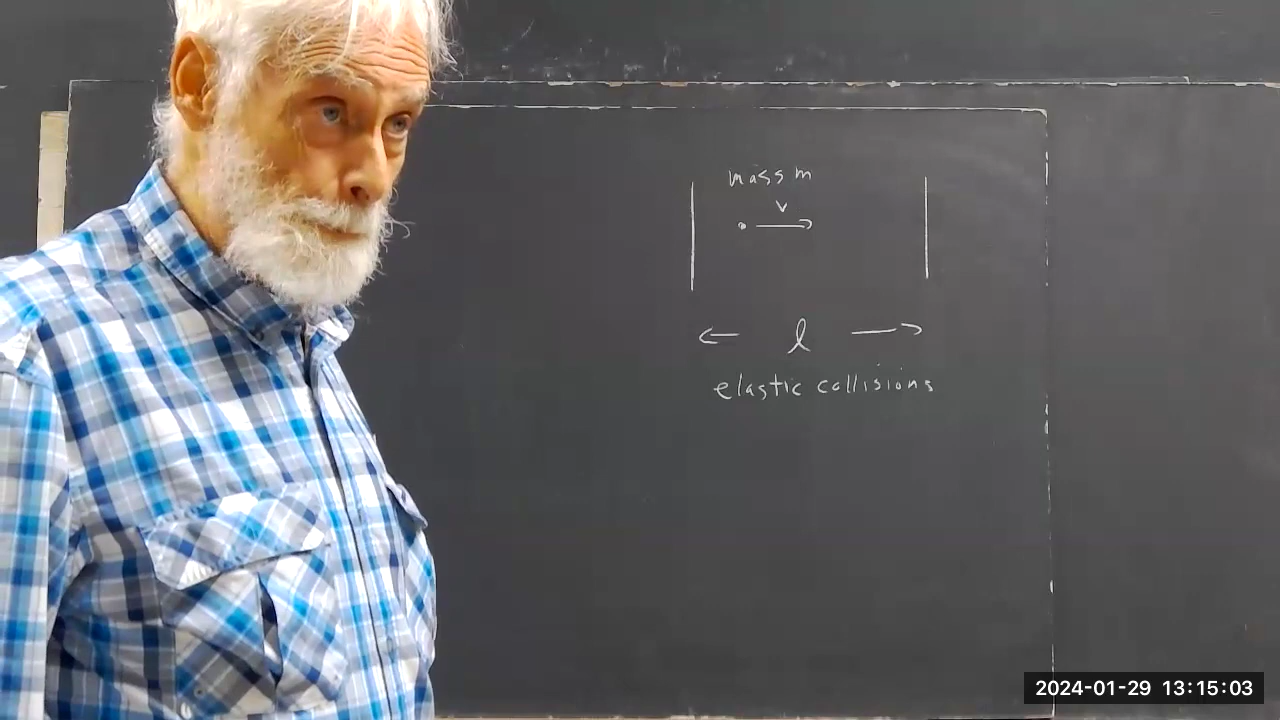 mass m
v
l
elastic collisions
2024-01-29 13:15:03